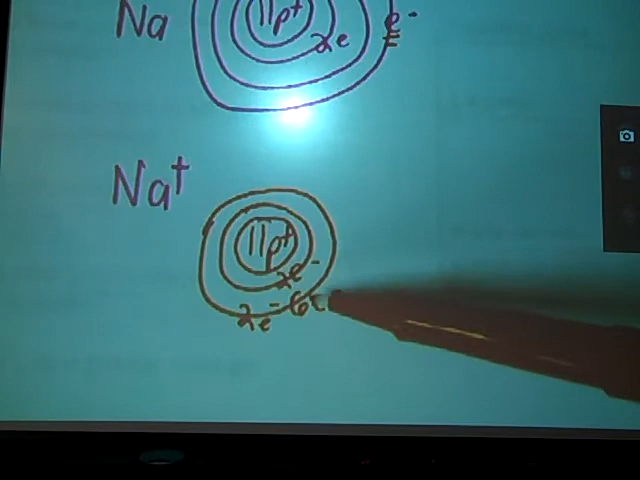 Na
11p+
2e
e-
Na+
11p+
2e-
2e-
6e